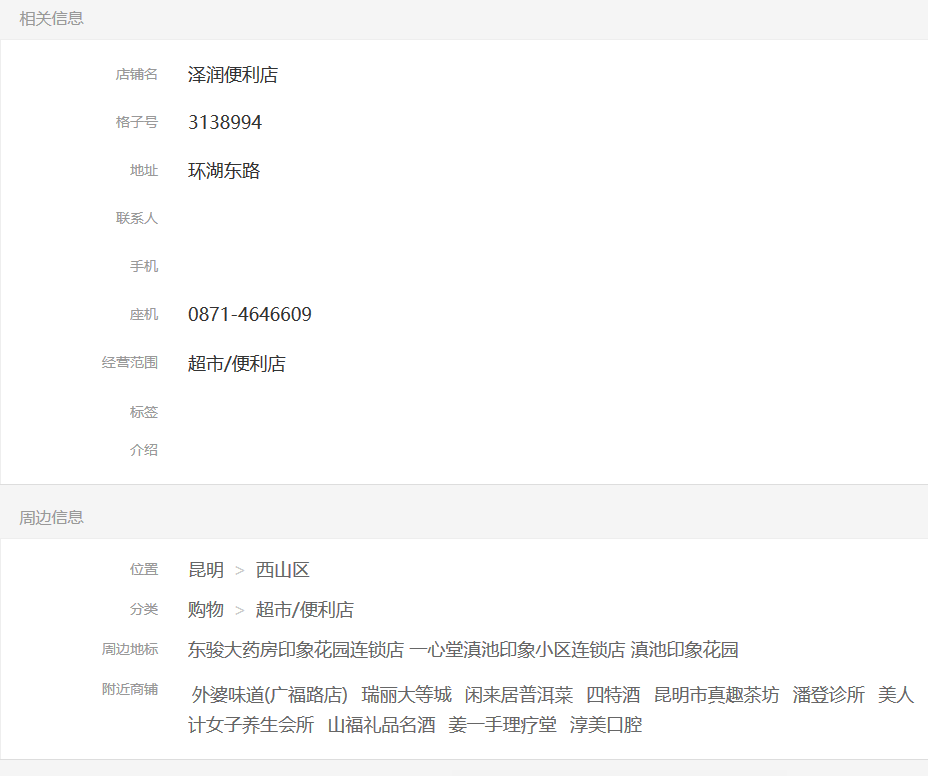 相关信息
店铺名 泽润便利店
格子号 3138994
地址 环湖东路
联系人
手机
座机 0871-4646609
经营范围 超市/便利店
标签
介绍
周边信息
位置 昆明 > 西山区
分类 购物 > 超市/便利店
周边地标 东骏大药房印象花园连锁店 一心堂滇池印象小区连锁店 滇池印象花园
附近商铺 外婆味道(广福路店) 瑞丽大等城 闲来居普洱菜 四特酒 昆明市真趣茶坊 潘登诊所 美人
计女子养生会所 山福礼品名酒 姜一手理疗堂 淳美口腔